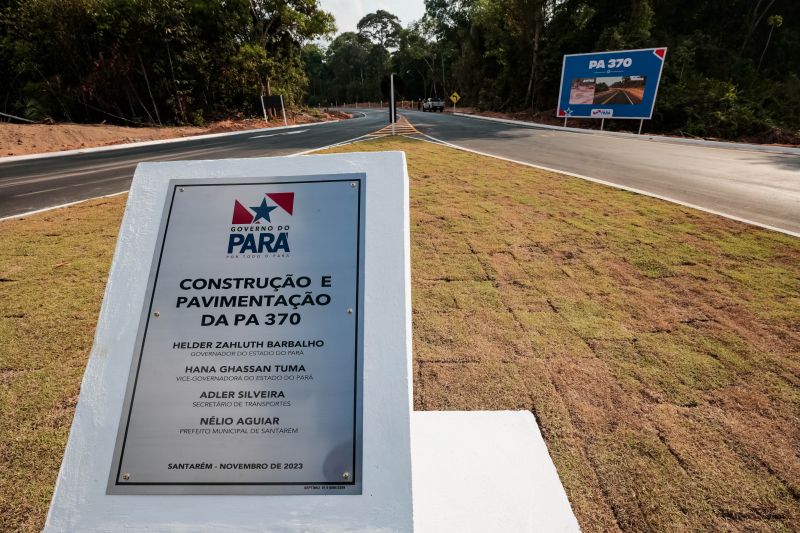 PA 370
GOVERNO DO
PARÁ
POR TODO O PARÁ
CONSTRUÇÃO E
PAVIMENTAÇÃO
DA PA 370
HELDER ZAHLUTH BARBALHO
GOVERNADOR DO ESTADO DO PARÁ
HANA GHASSAN TUMA
VICE-GOVERNADORA DO ESTADO DO PARÁ
ADLER SILVEIRA
SECRETÁRIO DE TRANSPORTES
NÉLIO AGUIAR
PREFEITO MUNICIPAL DE SANTARÉM
SANTARÉM - NOVEMBRO DE 2023